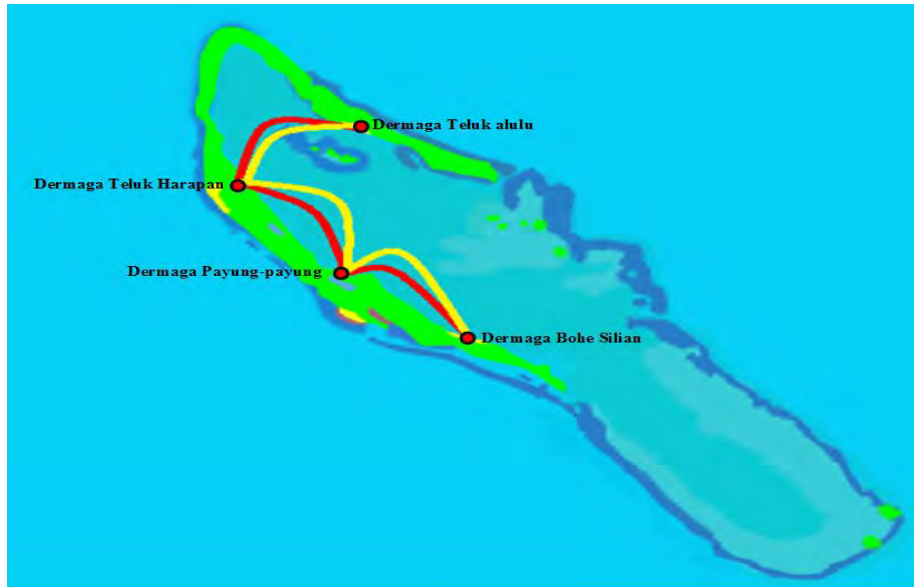 Dermaga Teluk alulu
Dermaga Teluk Harapan
Dermaga Payung-payung
Dermaga Bohe Silian